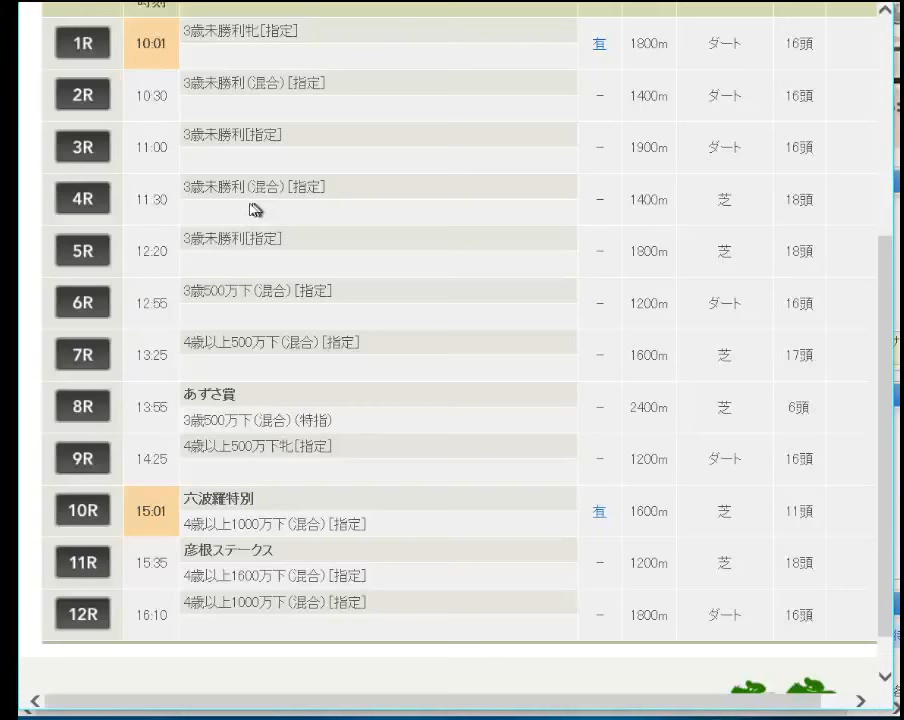 時刻
1R 10:01 3歳未勝利牝[指定] 有 1800m ダート 16頭
2R 10:30 3歳未勝利(混合)[指定] － 1400m ダート 16頭
3R 11:00 3歳未勝利[指定] － 1900m ダート 16頭
4R 11:30 3歳未勝利(混合)[指定] － 1400m 芝 18頭
5R 12:20 3歳未勝利[指定] － 1800m 芝 18頭
6R 12:55 3歳500万下(混合)[指定] － 1200m ダート 16頭
7R 13:25 4歳以上500万下(混合)[指定] － 1600m 芝 17頭
8R 13:55 あずさ賞 － 2400m 芝 6頭
3歳500万下(混合)(特指)
9R 14:25 4歳以上500万下牝[指定] － 1200m ダート 16頭
10R 15:01 六波羅特別 有 1600m 芝 11頭
4歳以上1000万下(混合)[指定]
11R 15:35 彦根ステークス － 1200m 芝 18頭
4歳以上1600万下(混合)[指定]
12R 16:10 4歳以上1000万下(混合)[指定] － 1800m ダート 16頭